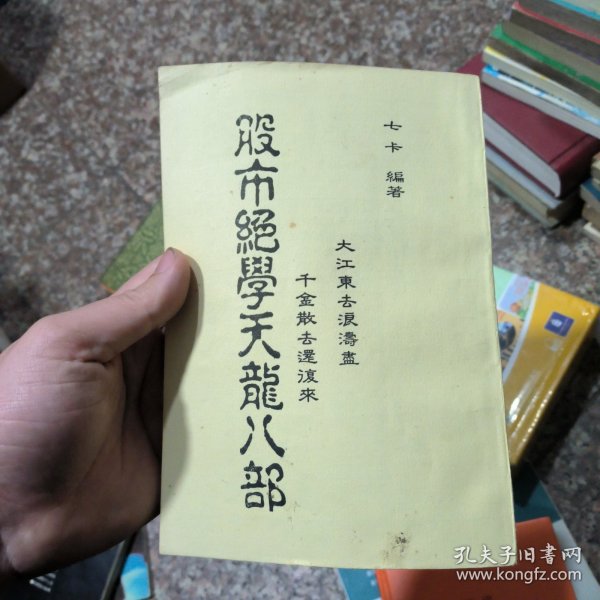 七卡 編著
大江東去浪濤盡
千金散去還復來
股市絕學天龍八部
孔夫子旧书网
www.kongfz.com